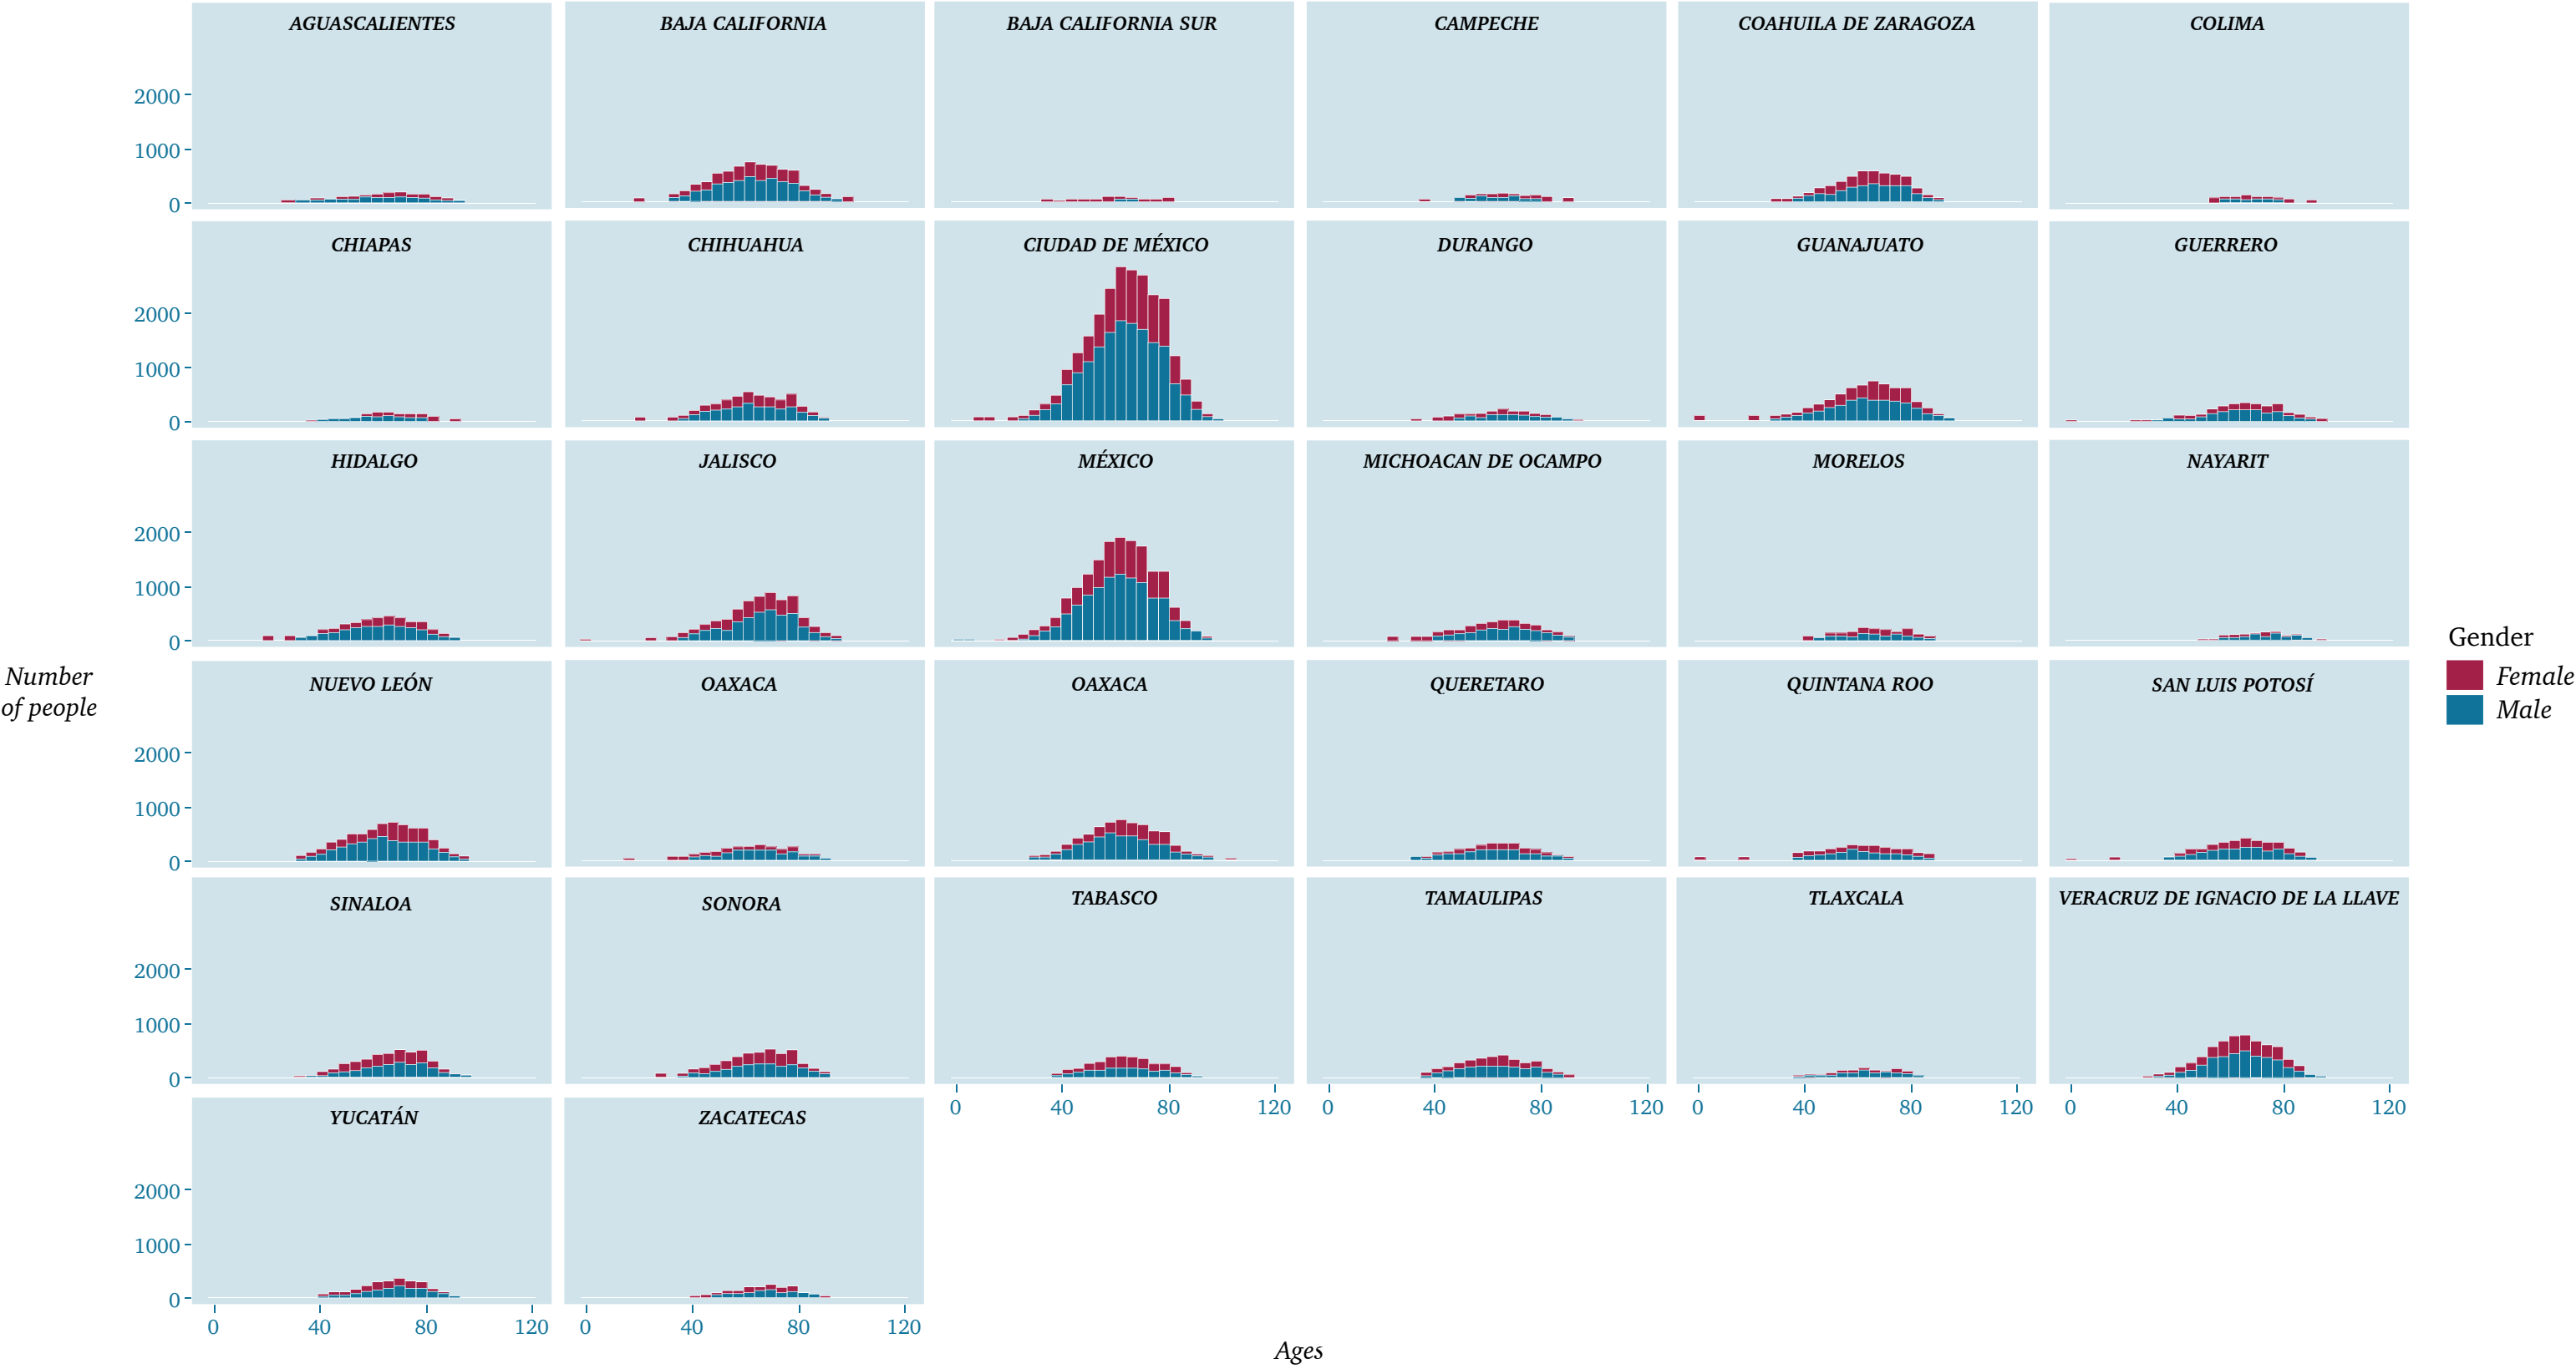 AGUASCALIENTES
BAJA CALIFORNIA
BAJA CALIFORNIA SUR
CAMPECHE
COAHUILA DE ZARAGOZA
COLIMA
2000
1000
0
CHIAPAS
CHIHUAHUA
CIUDAD DE MÉXICO
DURANGO
GUANAJUATO
GUERRERO
2000
1000
0
HIDALGO
JALISCO
MÉXICO
MICHOACAN DE OCAMPO
MORELOS
NAYARIT
2000
1000
0
Number
of people
NUEVO LEÓN
OAXACA
OAXACA
QUERETARO
QUINTANA ROO
SAN LUIS POTOSÍ
2000
1000
0
Gender
Female
Male
SINALOA
SONORA
TABASCO
TAMAULIPAS
TLAXCALA
VERACRUZ DE IGNACIO DE LA LLAVE
2000
1000
0
0 40 80 120
0 40 80 120
0 40 80 120
0 40 80 120
YUCATÁN
ZACATECAS
2000
1000
0
0 40 80 120
0 40 80 120
Ages